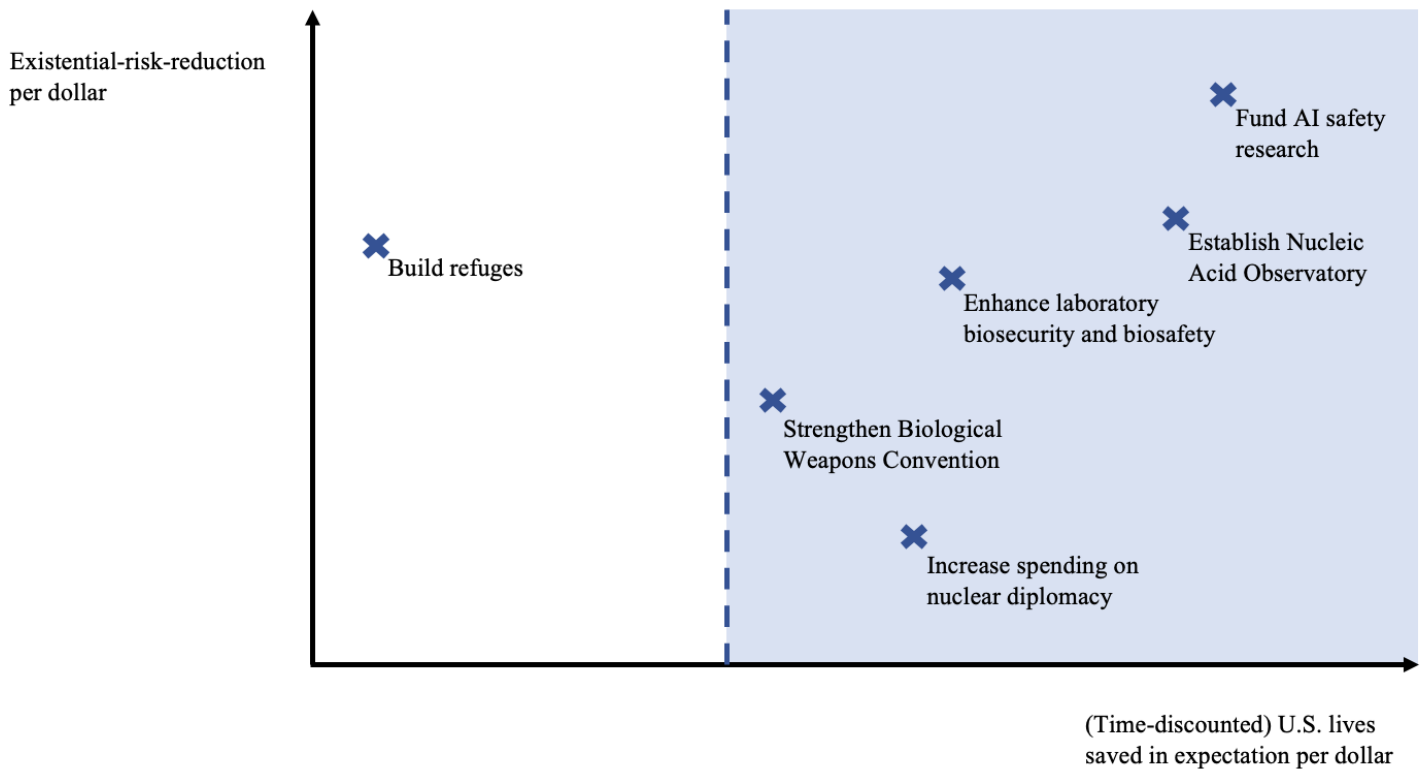 Existential-risk-reduction
per dollar
Fund AI safety
research
Establish Nucleic
Acid Observatory
Build refuges
Enhance laboratory
biosecurity and biosafety
Strengthen Biological
Weapons Convention
Increase spending on
nuclear diplomacy
(Time-discounted) U.S. lives
saved in expectation per dollar